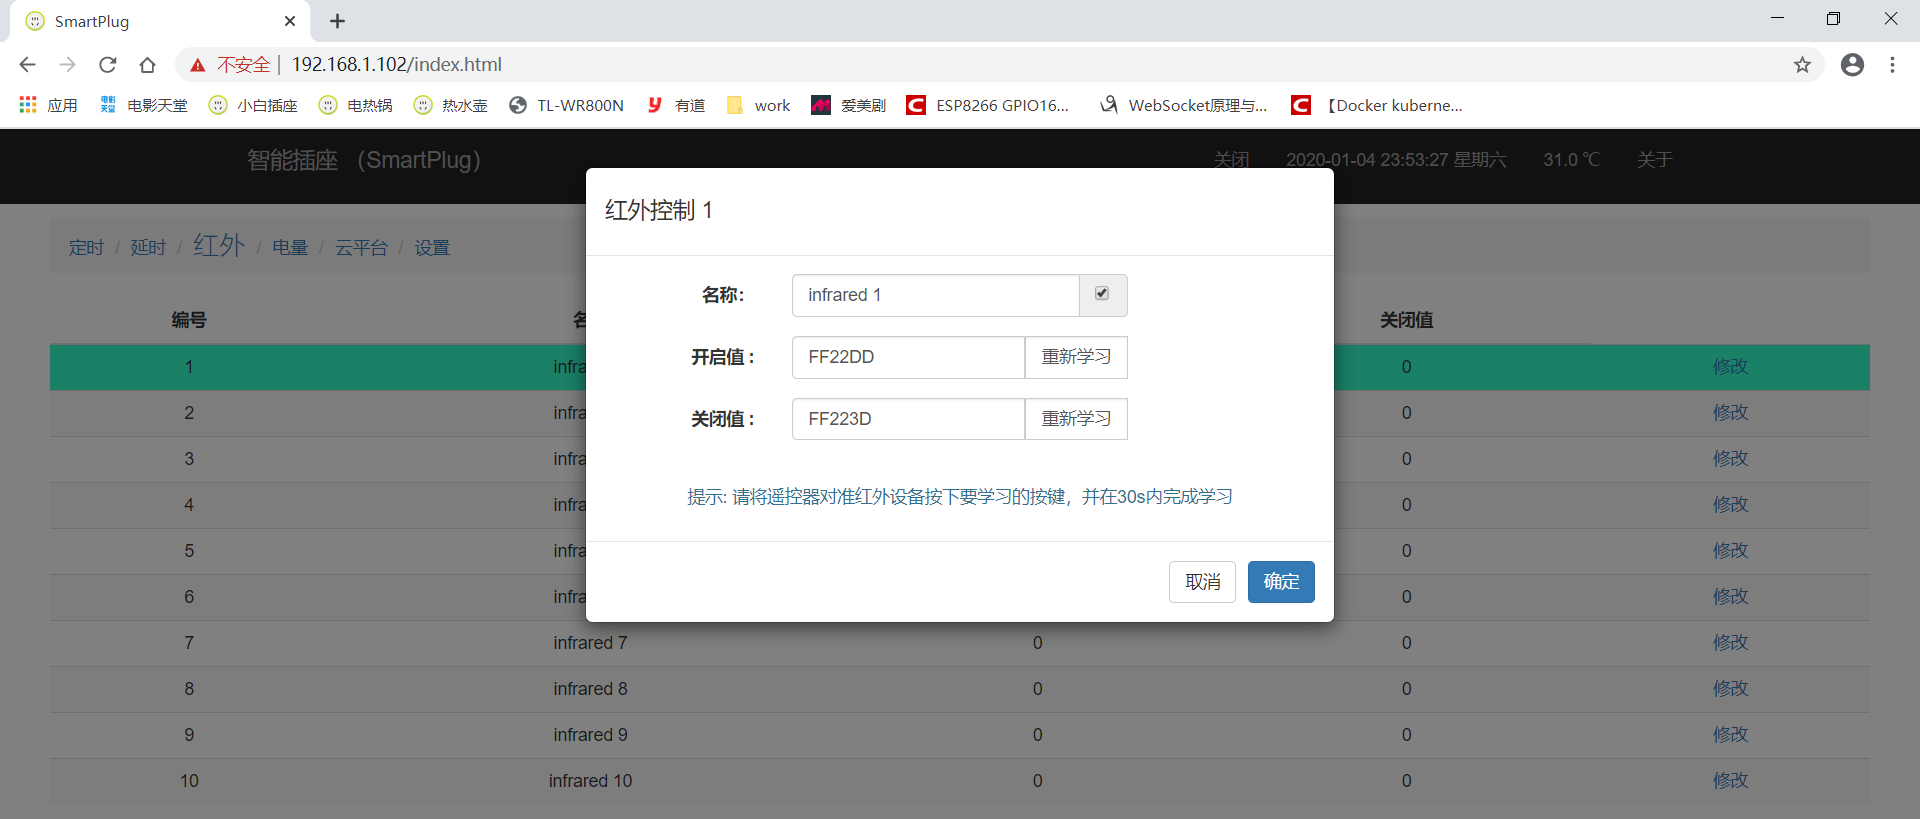 SmartPlug
不安全 | 192.168.1.102/index.html
应用 电影天堂 电影天堂 小白插座 电热锅 热水壶 TL-WR800N 有道 work 爱美剧 ESP8266 GPIO16... WebSocket原理与... 【Docker kuberne...
智能插座 （SmartPlug） 关闭 2020-01-04 23:53:27 星期六 31.0 ℃ 关于
定时 / 延时 / 红外 / 电量 / 云平台 / 设置
红外控制 1
名称：
infrared 1
开启值：
FF22DD 重新学习
关闭值：
FF223D 重新学习
提示: 请将遥控器对准红外设备按下要学习的按键，并在30s内完成学习
取消 确定
编号 关闭值
1 infra 0 修改
2 infra 0 修改
3 infra 0 修改
4 infra 0 修改
5 infra 0 修改
6 infra 0 修改
7 infrared 7 0 0 修改
8 infrared 8 0 0 修改
9 infrared 9 0 0 修改
10 infrared 10 0 0 修改